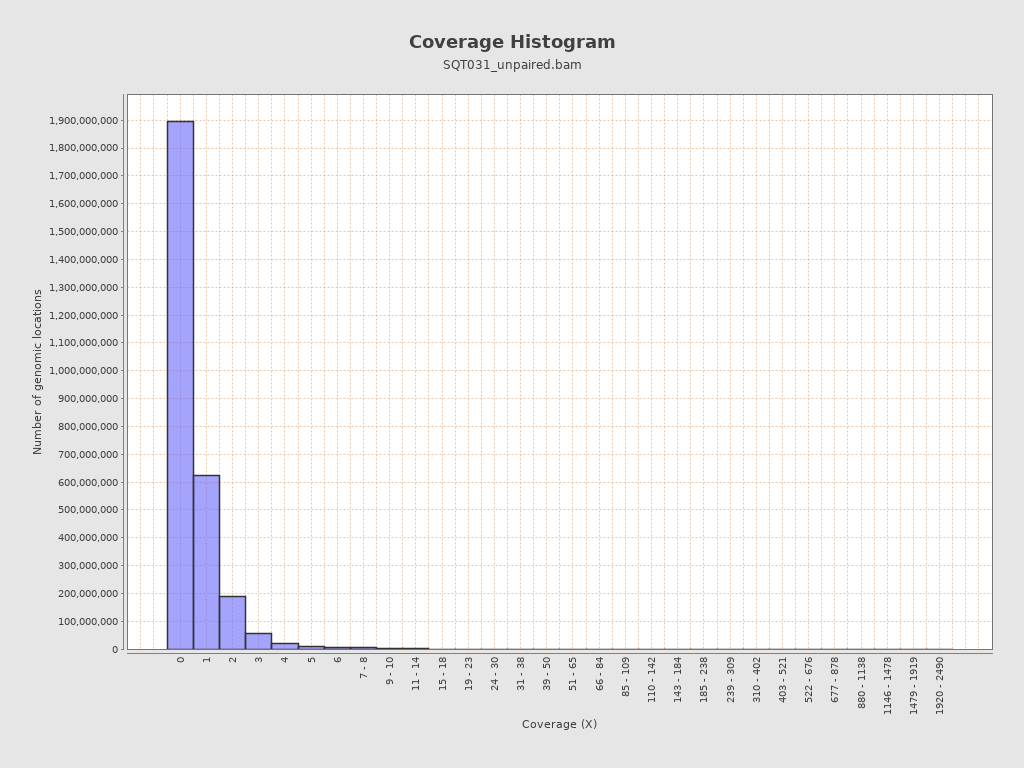 Coverage Histogram
SQT031_unpaired.bam
Number of genomic locations
1,900,000,000
1,800,000,000
1,700,000,000
1,600,000,000
1,500,000,000
1,400,000,000
1,300,000,000
1,200,000,000
1,100,000,000
1,000,000,000
900,000,000
800,000,000
700,000,000
600,000,000
500,000,000
400,000,000
300,000,000
200,000,000
100,000,000
0
0
1
2
3
4
5
6
7 - 8
9 - 10
11 - 14
15 - 18
19 - 23
24 - 30
31 - 38
39 - 50
51 - 65
66 - 84
85 - 109
110 - 142
143 - 184
185 - 238
239 - 309
310 - 402
403 - 521
522 - 676
677 - 878
880 - 1138
1146 - 1478
1479 - 1919
1920 - 2490
Coverage (X)